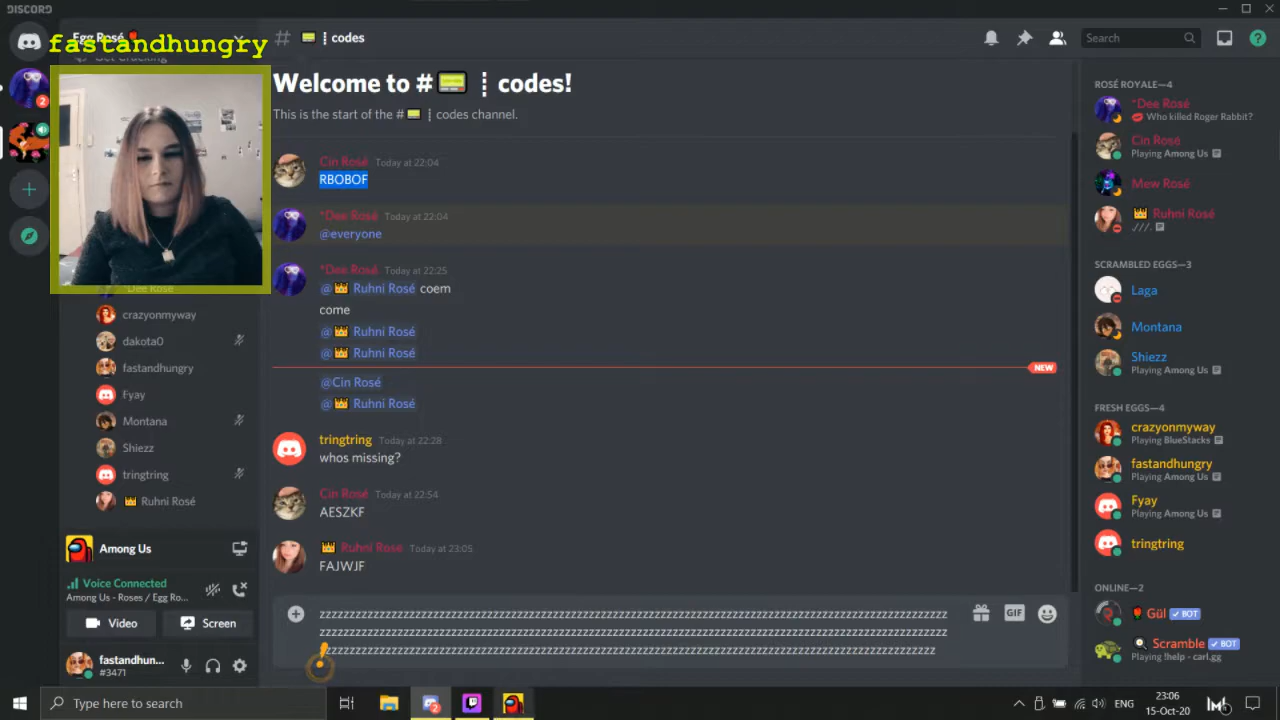 DISCORD
Egg Rosé
fastandhungry
# codes
Search
Welcome to # codes!
This is the start of the # codes channel.
Cin Rosé Today at 22:04
RBOBOF
*Dee Rosé Today at 22:04
@everyone
*Dee Rosé Today at 22:25
@ Ruhni Rosé coem
come
@ Ruhni Rosé
@ Ruhni Rosé
NEW
@Cin Rosé
@ Ruhni Rosé
tringtring Today at 22:28
whos missing?
Cin Rosé Today at 22:54
AESZKF
Ruhni Rosé Today at 23:05
FAJWJF
GIF
2
*Dee Rosé
crazyonmyway
dakota0
fastandhungry
Fyay
Montana
Shiezz
tringtring
Ruhni Rosé
Among Us
Voice Connected
Among Us - Roses / Egg Ro...
Video
Screen
fastandhun...
#3471
ROSÉ ROYALE—4
*Dee Rosé
Who killed Roger Rabbit?
Cin Rosé
Playing Among Us
Mew Rosé
Ruhni Rosé
.///.
SCRAMBLED EGGS—3
Laga
Montana
Shiezz
Playing Among Us
FRESH EGGS—4
crazyonmyway
Playing BlueStacks
fastandhungry
Playing Among Us
Fyay
Playing Among Us
tringtring
ONLINE—2
Gül BOT
Scramble BOT
Playing !help - carl.gg
Type here to search
2
ENG
23:06
15-Oct-20